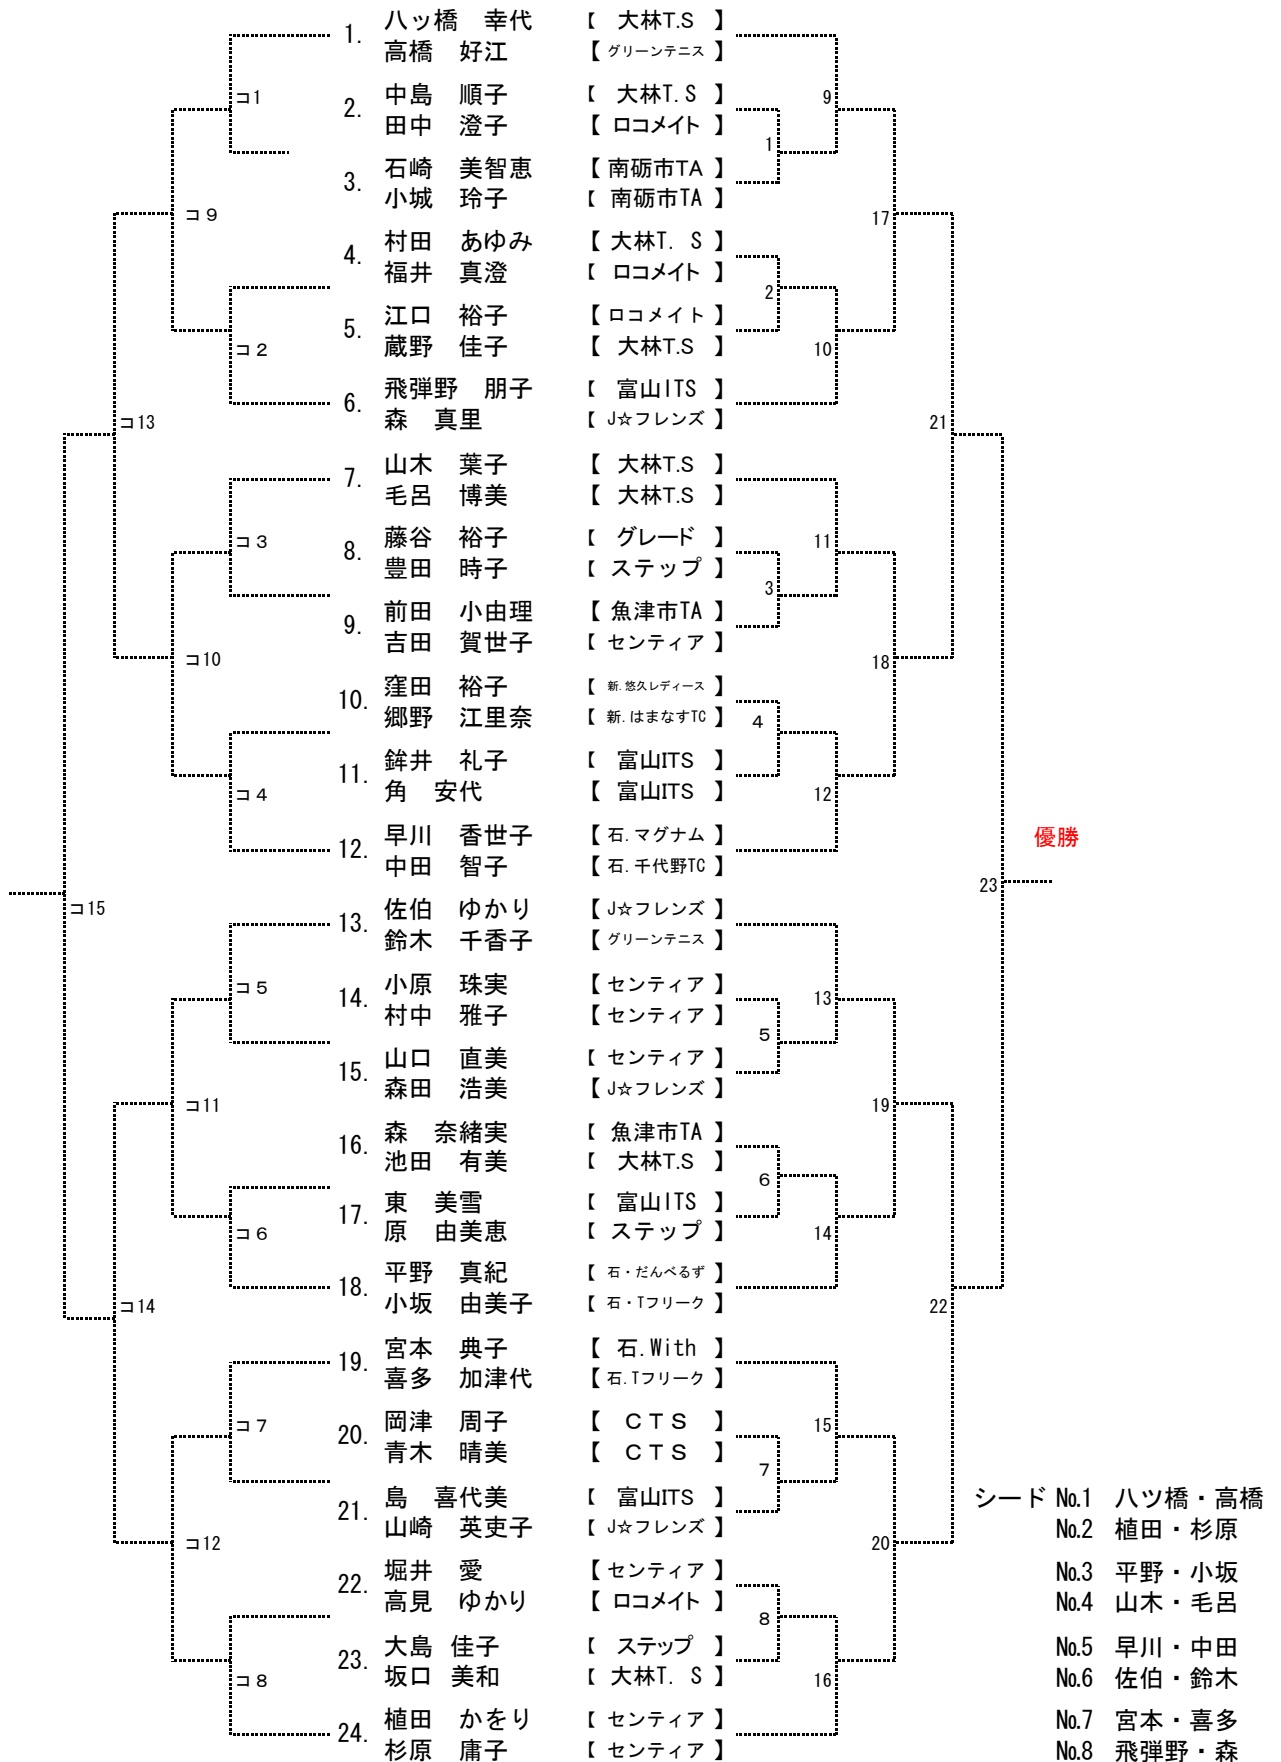 1. 八ッ橋　幸代 【 大林T.S 】
高橋　好江 【 グリーンテニス 】
コ1
2. 中島　順子 【 大林T.S 】 9
田中　澄子 【 ロコメイト 】
1
3. 石崎　美智恵 【 南砺市TA 】
小城　玲子 【 南砺市TA 】
コ9 17
4. 村田　あゆみ 【 大林T. S 】
福井　真澄 【 ロコメイト 】
2
5. 江口　裕子 【 ロコメイト 】
蔵野　佳子 【 大林T.S 】
コ2 10
6. 飛弾野　朋子 【 富山ITS 】
森　真里 【 J☆フレンズ 】
コ13 21
7. 山木　葉子 【 大林T.S 】
毛呂　博美 【 大林T.S 】
8. 藤谷　裕子 【 グレード 】
コ3 11
豊田　時子 【 ステップ 】
3
9. 前田　小由理 【 魚津市TA 】
吉田　賀世子 【 センティア 】
コ10 18
10. 窪田　裕子 【 新.悠久レディース 】
郷野　江里奈 【 新.はまなすTC 】 4
11. 鉾井　礼子 【 富山ITS 】
角　安代 【 富山ITS 】
コ4 12
12. 早川　香世子 【 石.マグナム 】
中田　智子 【 石.千代野TC 】
優勝
23
コ15
13. 佐伯　ゆかり 【 J☆フレンズ 】
鈴木　千香子 【 グリーンテニス 】
コ5
14. 小原　珠実 【 センティア 】 13
村中　雅子 【 センティア 】
5
15. 山口　直美 【 センティア 】
森田　浩美 【 J☆フレンズ 】
コ11 19
16. 森　奈緒実 【 魚津市TA 】
池田　有美 【 大林T.S 】
6
17. 東　美雪 【 富山ITS 】
原　由美恵 【 ステップ 】
コ6 14
18. 平野　真紀 【 石・だんべるず 】
小坂　由美子 【 石・Tフリーク 】
コ14 22
19. 宮本　典子 【 石.With 】
喜多　加津代 【 石.Tフリーク 】
コ7 15
20. 岡津　周子 【 ＣＴＳ 】
青木　晴美 【 ＣＴＳ 】
7
21. 島　喜代美 【 富山ITS 】
山崎　英吏子 【 J☆フレンズ 】
コ12 20
22. 堀井　愛 【 センティア 】
高見　ゆかり 【 ロコメイト 】
8
23. 大島 佳子 【 ステップ 】
坂口 美和 【 大林T. S 】
コ8 16
24. 植田　かをり 【 センティア 】
杉原　庸子 【 センティア 】
シード №1　八ツ橋・高橋
№2　植田・杉原
№3　平野・小坂
№4　山木・毛呂
№5　早川・中田
№6　佐伯・鈴木
№7　宮本・喜多
№8　飛弾野・森